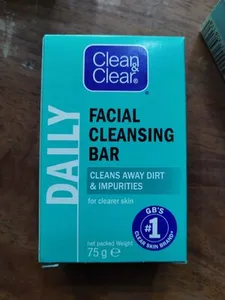 Clean
&
Clear®
DAILY
FACIAL
CLEANSING
BAR
CLEANS AWAY DIRT
& IMPURITIES
for clearer skin
GB'S
#1
CLEAR SKIN BRAND*
net packed Weight
75 g ℮